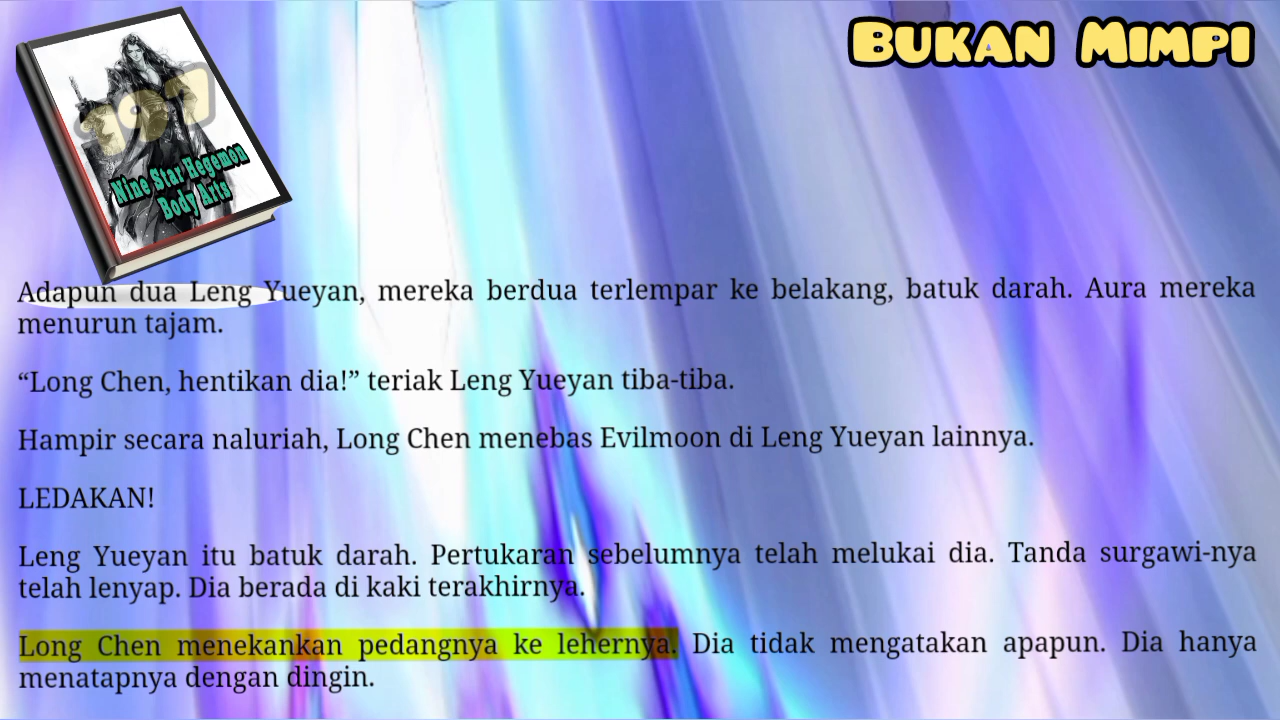 Bukan Mimpi
197
Nine Star Hegemon
Body Arts
Adapun dua Leng Yueyan, mereka berdua terlempar ke belakang, batuk darah. Aura mereka
menurun tajam.
“Long Chen, hentikan dia!” teriak Leng Yueyan tiba-tiba.
Hampir secara naluriah, Long Chen menebas Evilmoon di Leng Yueyan lainnya.
LEDAKAN!
Leng Yueyan itu batuk darah. Pertukaran sebelumnya telah melukai dia. Tanda surgawi-nya
telah lenyap. Dia berada di kaki terakhirnya.
Long Chen menekankan pedangnya ke lehernya. Dia tidak mengatakan apapun. Dia hanya
menatapnya dengan dingin.